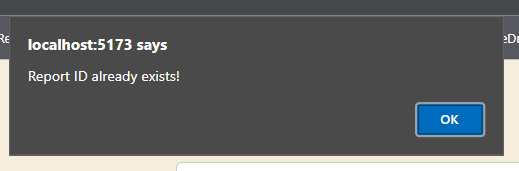 localhost:5173 says
Report ID already exists!
OK